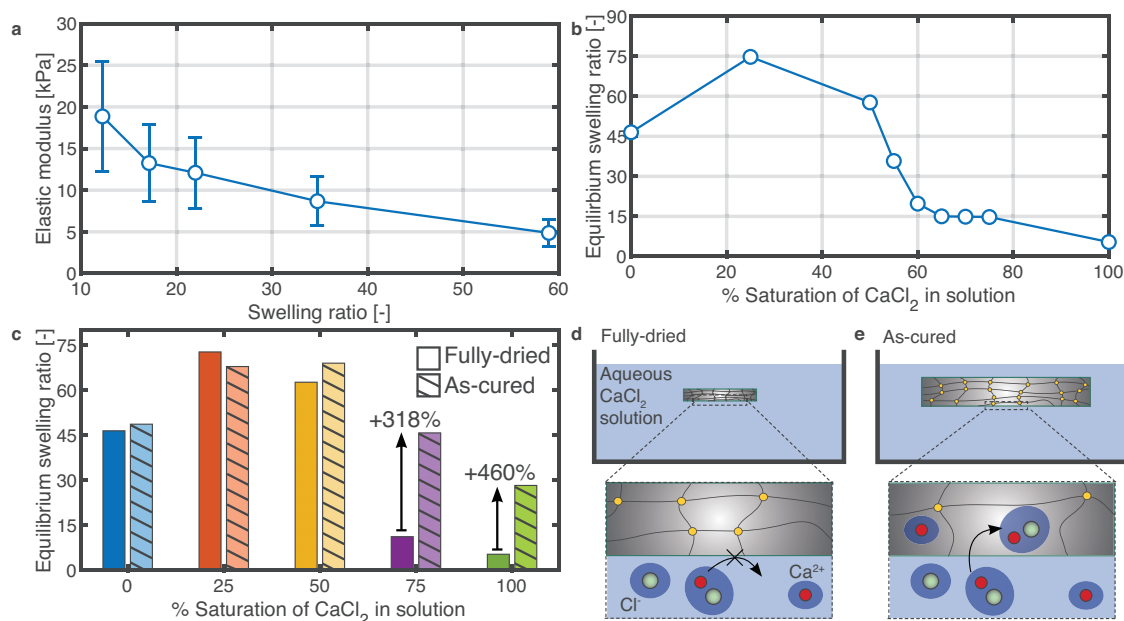 a
Elastic modulus [kPa]
30
25
20
15
10
5
0
10 20 30 40 50 60
Swelling ratio [-]
b
Equilirbium swelling ratio [-]
90
75
60
45
30
15
0
0 20 40 60 80 100
% Saturation of CaCl2 in solution
c
Equilibrium swelling ratio [-]
75
60
45
30
15
0
Fully-dried
As-cured
+318%
+460%
0 25 50 75 100
% Saturation of CaCl2 in solution
d Fully-dried
Aqueous
CaCl2
solution
Ca2+
Cl-
e As-cured